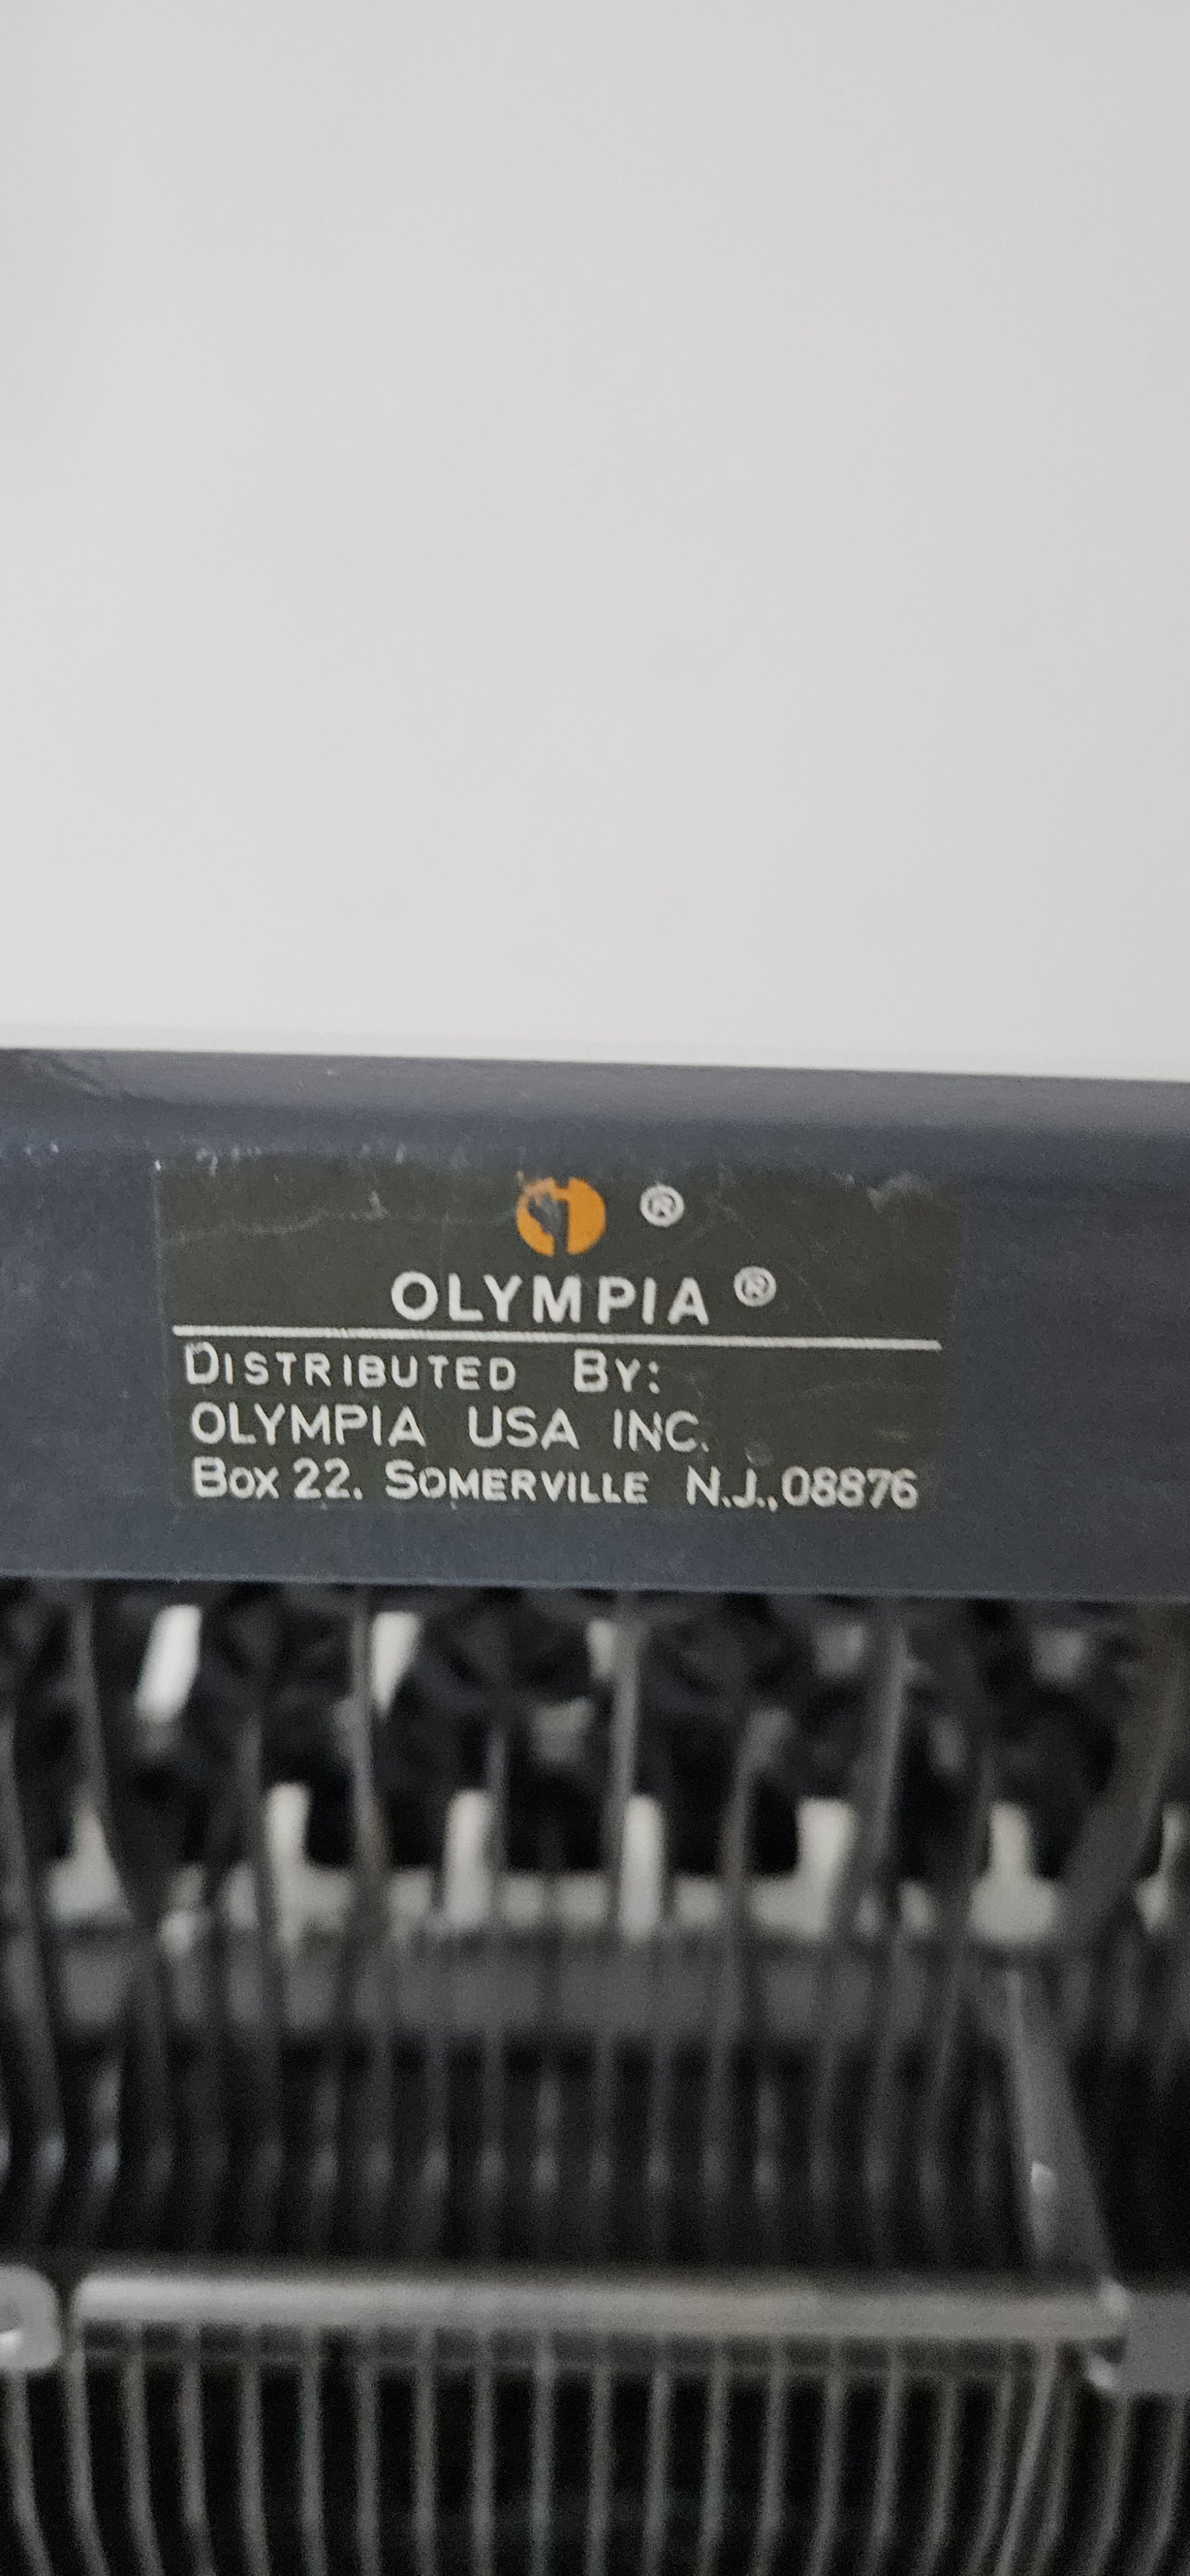 ®
OLYMPIA ®
DISTRIBUTED BY:
OLYMPIA USA INC.
BOX 22. SOMERVILLE N.J.,08876